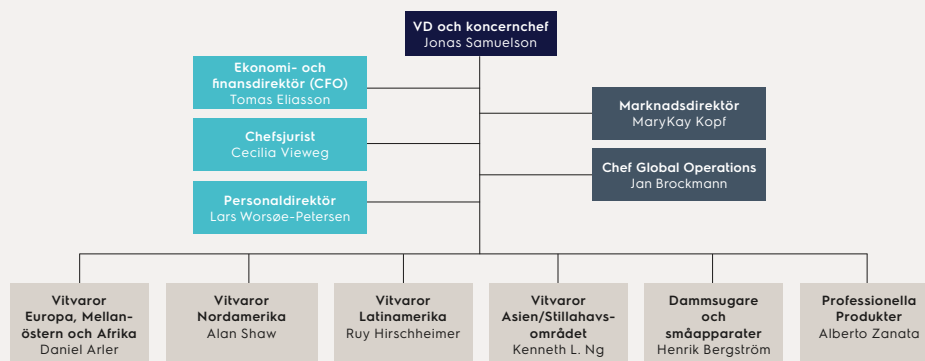 VD och koncernchef
Jonas Samuelson
Ekonomi- och
finansdirektör (CFO)
Tomas Eliasson
Chefsjurist
Cecilia Vieweg
Personaldirektör
Lars Worsøe-Petersen
Marknadsdirektör
MaryKay Kopf
Chef Global Operations
Jan Brockmann
Vitvaror
Europa, Mellan-
östern och Afrika
Daniel Arler
Vitvaror
Nordamerika
Alan Shaw
Vitvaror
Latinamerika
Ruy Hirschheimer
Vitvaror
Asien/Stillahavs-
området
Kenneth L. Ng
Dammsugare
och
småapparater
Henrik Bergström
Professionella
Produkter
Alberto Zanata